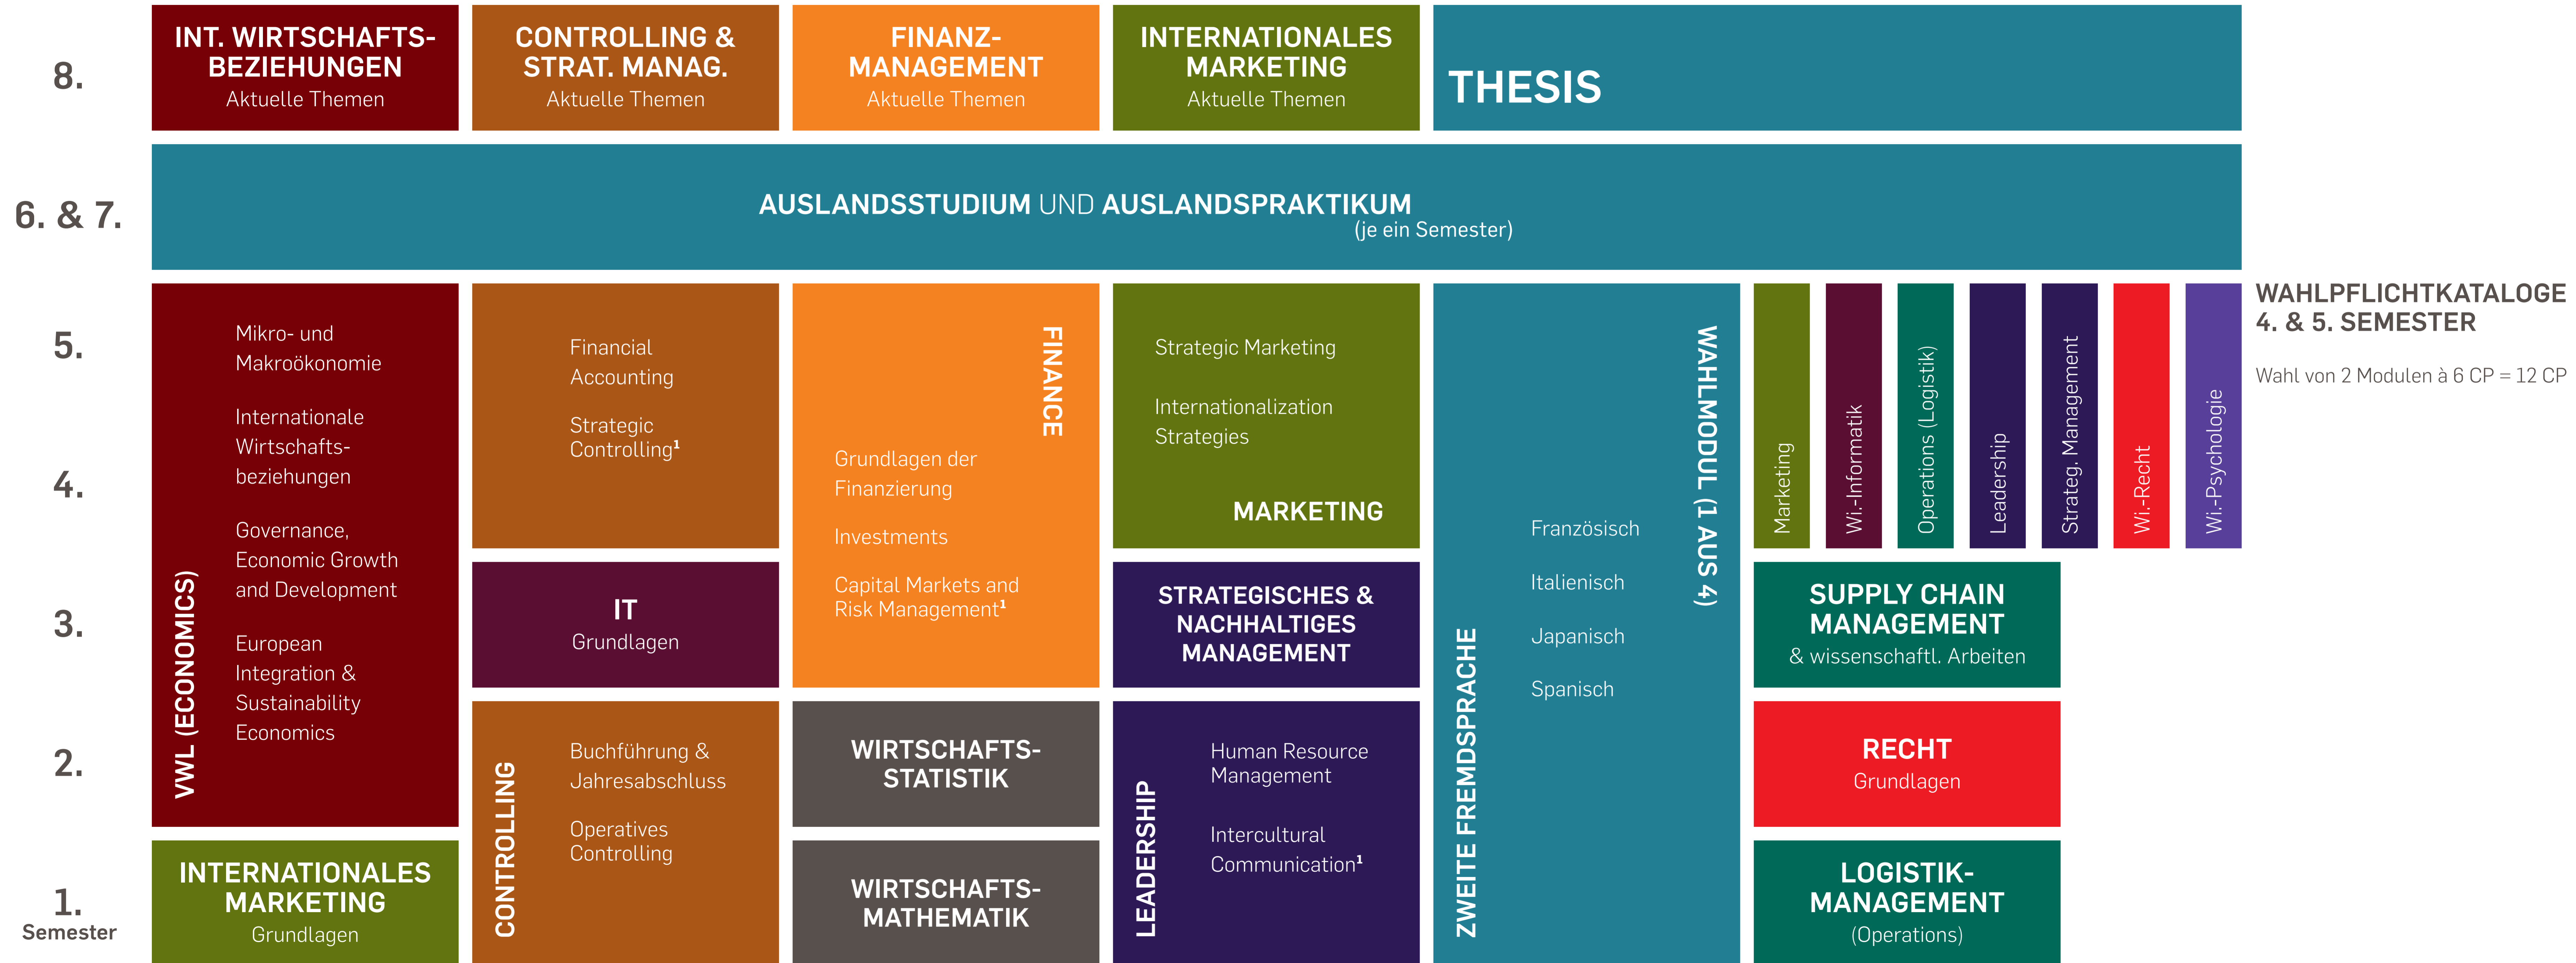 8.
INT. WIRTSCHAFTS-
BEZIEHUNGEN
Aktuelle Themen
CONTROLLING &
STRAT. MANAG.
Aktuelle Themen
FINANZ-
MANAGEMENT
Aktuelle Themen
INTERNATIONALES
MARKETING
Aktuelle Themen
THESIS
6. & 7.
AUSLANDSSTUDIUM UND AUSLANDSPRAKTIKUM
(je ein Semester)
5.
4.
3.
2.
1.
Semester
VWL (ECONOMICS)
Mikro- und
Makroökonomie
Internationale
Wirtschafts-
beziehungen
Governance,
Economic Growth
and Development
European
Integration &
Sustainability
Economics
INTERNATIONALES
MARKETING
Grundlagen
Financial
Accounting
Strategic
Controlling¹
IT
Grundlagen
CONTROLLING
Buchführung &
Jahresabschluss
Operatives
Controlling
FINANCE
Grundlagen der
Finanzierung
Investments
Capital Markets and
Risk Management¹
WIRTSCHAFTS-
STATISTIK
WIRTSCHAFTS-
MATHEMATIK
Strategic Marketing
Internationalization
Strategies
MARKETING
STRATEGISCHES &
NACHHALTIGES
MANAGEMENT
LEADERSHIP
Human Resource
Management
Intercultural
Communication¹
ZWEITE FREMDSPRACHE
Französisch
Italienisch
Japanisch
Spanisch
WAHLMODUL (1 AUS 4)
Marketing
Wi.-Informatik
Operations (Logistik)
Leadership
Strateg. Management
Wi.-Recht
Wi.-Psychologie
WAHLPFLICHTKATALOGE
4. & 5. SEMESTER
Wahl von 2 Modulen à 6 CP = 12 CP
SUPPLY CHAIN
MANAGEMENT
& wissenschaftl. Arbeiten
RECHT
Grundlagen
LOGISTIK-
MANAGEMENT
(Operations)